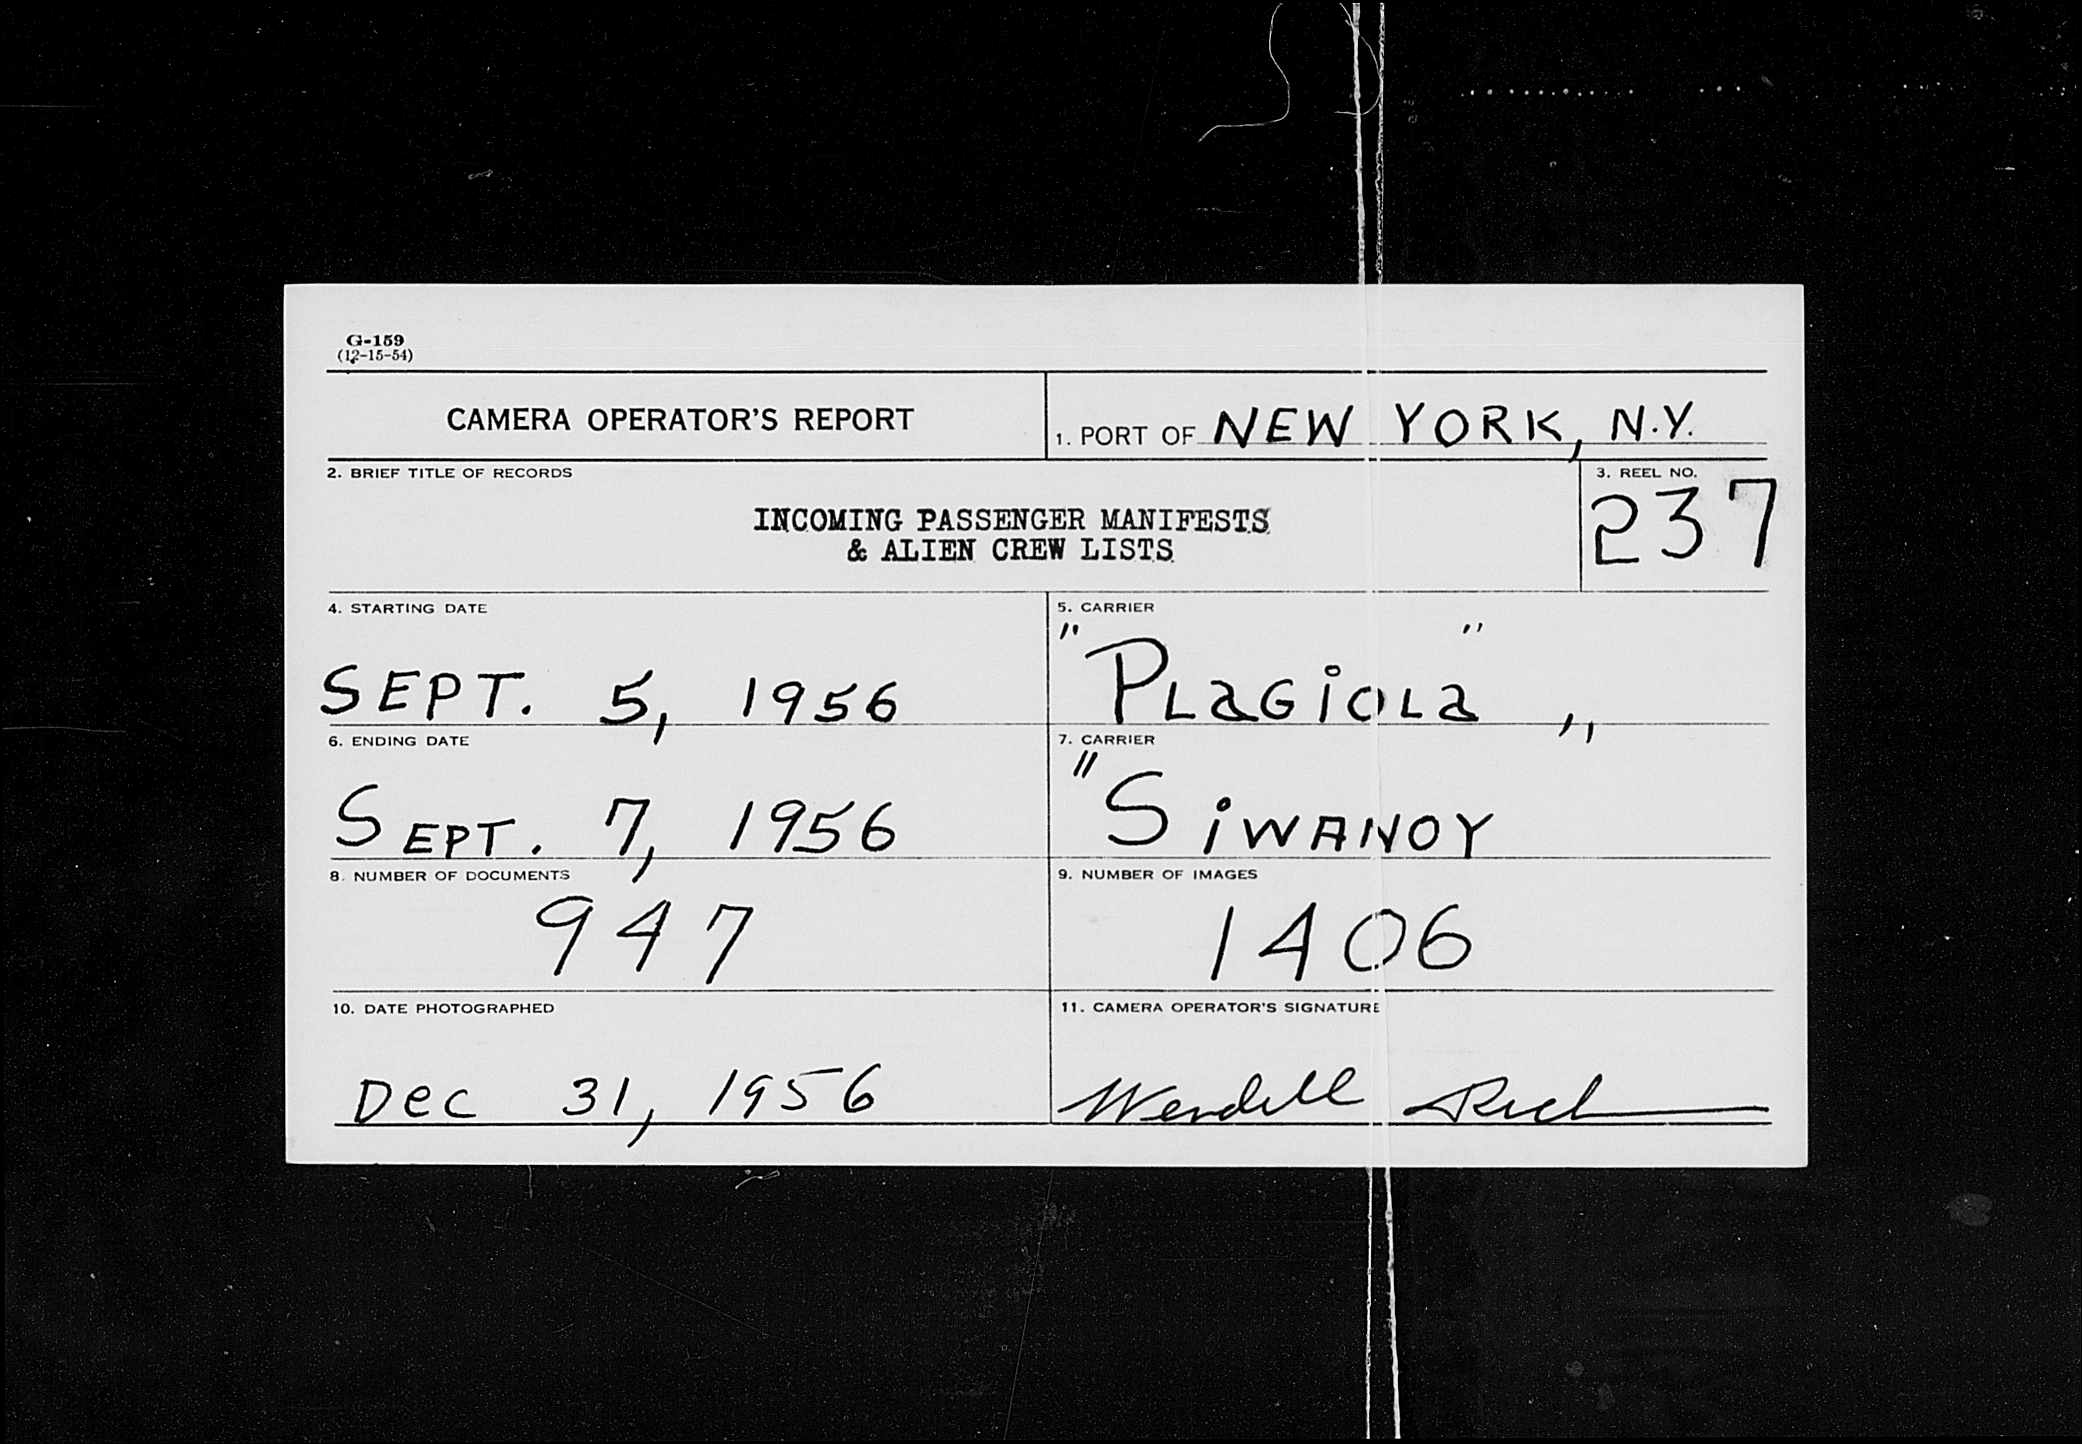 G-159
(12-15-54)
CAMERA OPERATOR'S REPORT
1. PORT OF NEW YORK, N.Y.
2. BRIEF TITLE OF RECORDS
INCOMING PASSENGER MANIFESTS
& ALIEN CREW LISTS
3. REEL NO.
237
4. STARTING DATE
SEPT. 5, 1956
5. CARRIER
"PLAGIOLA"
6. ENDING DATE
SEPT. 7, 1956
7. CARRIER
"SIWANOY"
8. NUMBER OF DOCUMENTS
947
9. NUMBER OF IMAGES
1406
10. DATE PHOTOGRAPHED
Dec 31, 1956
11. CAMERA OPERATOR'S SIGNATURE
Wendell